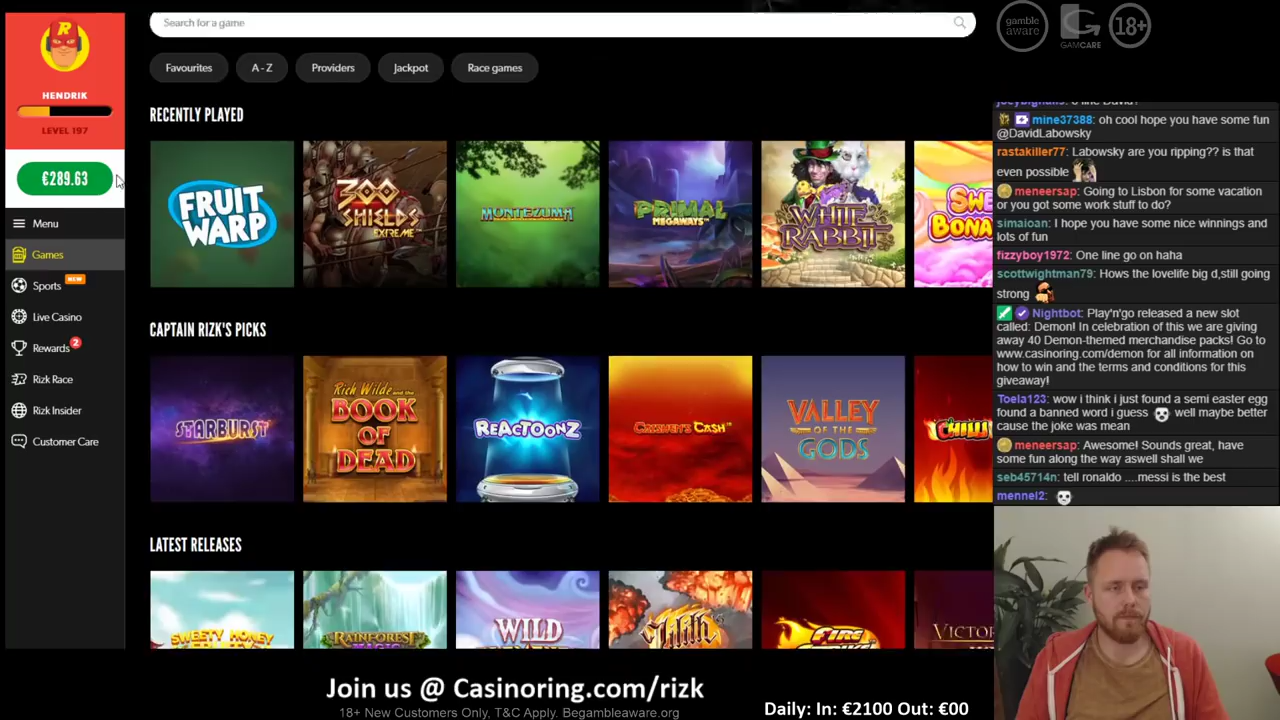 Search for a game
gamble
aware
GAMCARE
18+
HENDRIK
LEVEL 197
€289.63
Menu
Games
NEW
Sports
Live Casino
Rewards
2
Rizk Race
Rizk Insider
Customer Care
Favourites
A - Z
Providers
Jackpot
Race games
RECENTLY PLAYED
FRUIT
WARP
300
SHIELDS
EXTREME
MONTEZUMA
PRIMAL
MEGAWAYS
WHITE
RABBIT
SWE
BONA
CAPTAIN RIZK'S PICKS
STARBURST
Rich Wilde and the
BOOK
OF
DEAD
REACTOONZ
VALLEY
OF THE
GODS
CHILL
LATEST RELEASES
SWEETY HONEY
RAINFOREST
MAGIC
WILD
FIRE
VICTOR
mine37388: oh cool hope you have some fun
@DavidLabowsky
rastakiller77: Labowsky are you ripping?? is that
even possible
meneersap: Going to Lisbon for some vacation
or you got some work stuff to do?
simaioan: I hope you have some nice winnings and
lots of fun
fizzyboy1972: One line go on haha
scottwightman79: Hows the lovelife big d,still going
strong
Nightbot: Play'n'go released a new slot
called: Demon! In celebration of this we are giving
away 40 Demon-themed merchandise packs! Go to
www.casinoring.com/demon for all information on
how to win and the terms and conditions for this
giveaway!
Toela123: wow i think i just found a semi easter egg
found a banned word i guess well maybe better
cause the joke was mean
meneersap: Awesome! Sounds great, have
some fun along the way aswell shall we
seb45714n: tell ronaldo ....messi is the best
mennel2:
Join us @ Casinoring.com/rizk
18+ New Customers Only, T&C Apply. Begambleaware.org
Daily: In: €2100 Out: €00